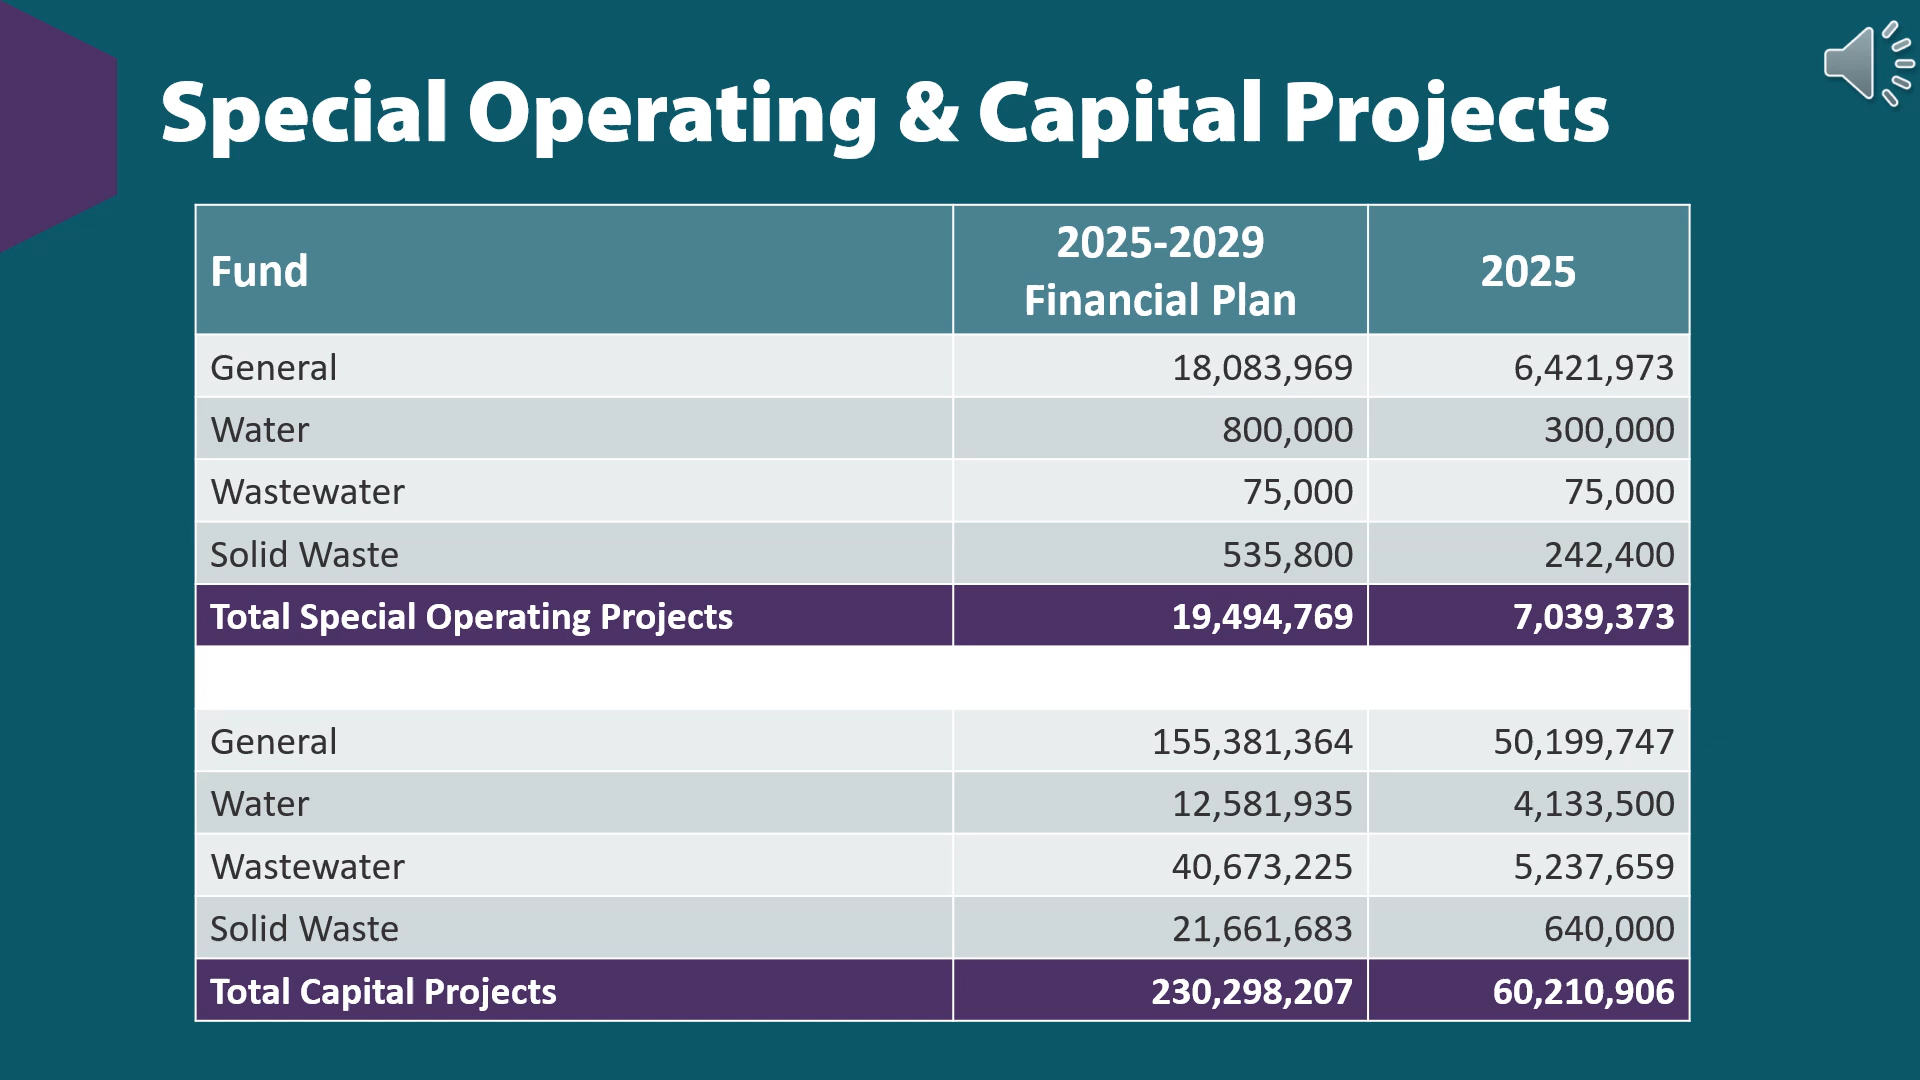 Special Operating & Capital Projects
Fund 2025-2029 Financial Plan 2025
General 18,083,969 6,421,973
Water 800,000 300,000
Wastewater 75,000 75,000
Solid Waste 535,800 242,400
Total Special Operating Projects 19,494,769 7,039,373
General 155,381,364 50,199,747
Water 12,581,935 4,133,500
Wastewater 40,673,225 5,237,659
Solid Waste 21,661,683 640,000
Total Capital Projects 230,298,207 60,210,906